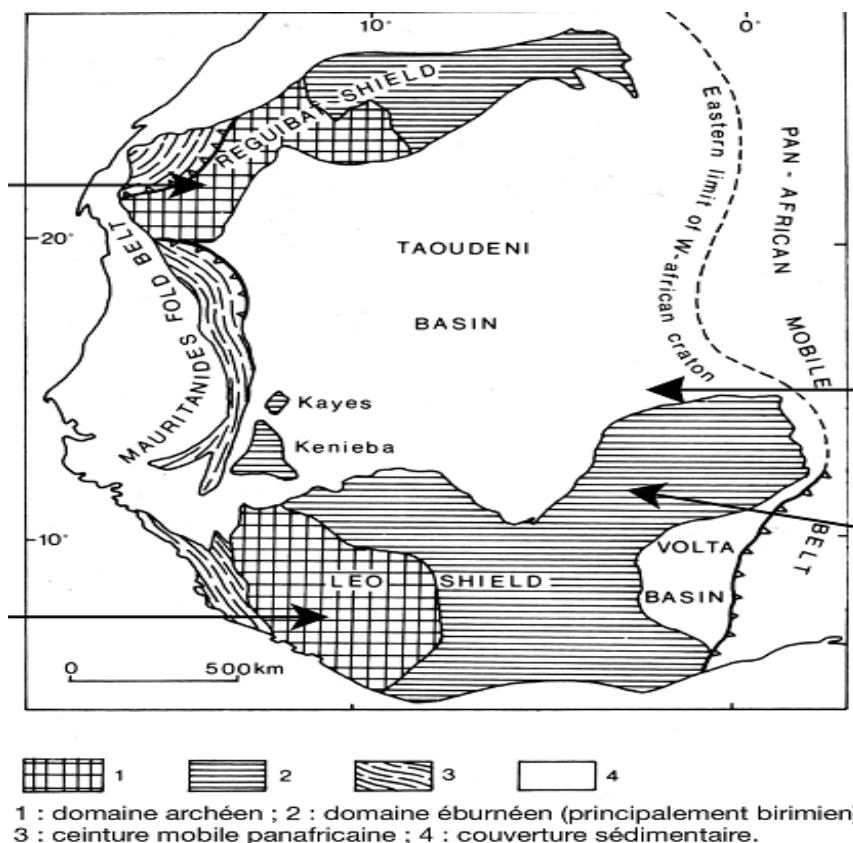 10°
0°
REGUIBAT SHIELD
Eastern limit of W-african craton
PAN-AFRICAN MOBILE BELT
20°
TAOUDENI
BASIN
MAURITANIDES FOLD BELT
Kayes
Kenieba
10°
VOLTA
BASIN
LEO SHIELD
0 500km
1 2 3 4
1 : domaine archéen ; 2 : domaine éburnéen (principalement birimien)
3 : ceinture mobile panafricaine ; 4 : couverture sédimentaire.